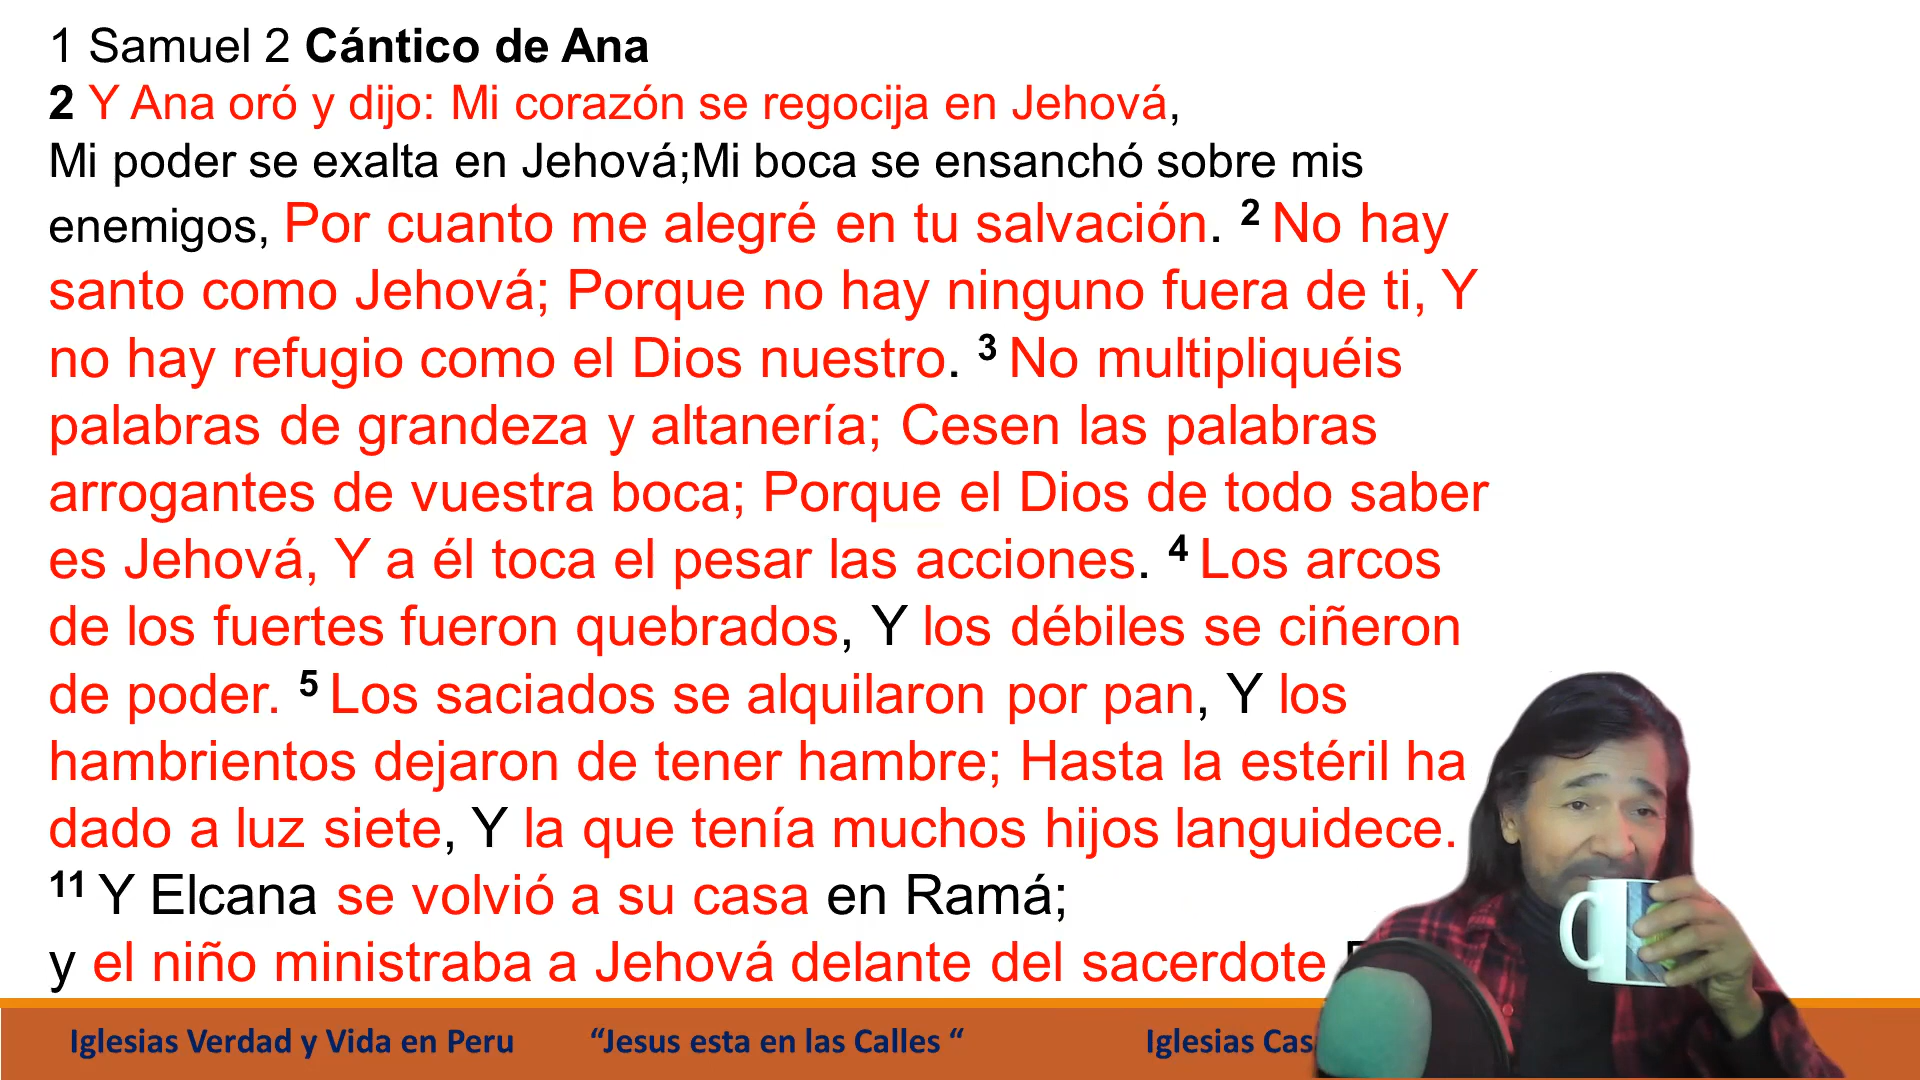 1 Samuel 2 Cántico de Ana
2 Y Ana oró y dijo: Mi corazón se regocija en Jehová,
Mi poder se exalta en Jehová;Mi boca se ensanchó sobre mis
enemigos, Por cuanto me alegré en tu salvación. 2 No hay
santo como Jehová; Porque no hay ninguno fuera de ti, Y
no hay refugio como el Dios nuestro. 3 No multipliquéis
palabras de grandeza y altanería; Cesen las palabras
arrogantes de vuestra boca; Porque el Dios de todo saber
es Jehová, Y a él toca el pesar las acciones. 4 Los arcos
de los fuertes fueron quebrados, Y los débiles se ciñeron
de poder. 5 Los saciados se alquilaron por pan, Y los
hambrientos dejaron de tener hambre; Hasta la estéril ha
dado a luz siete, Y la que tenía muchos hijos languidece.
11 Y Elcana se volvió a su casa en Ramá;
y el niño ministraba a Jehová delante del sacerdote
Iglesias Verdad y Vida en Peru “Jesus esta en las Calles “ Iglesias Cas